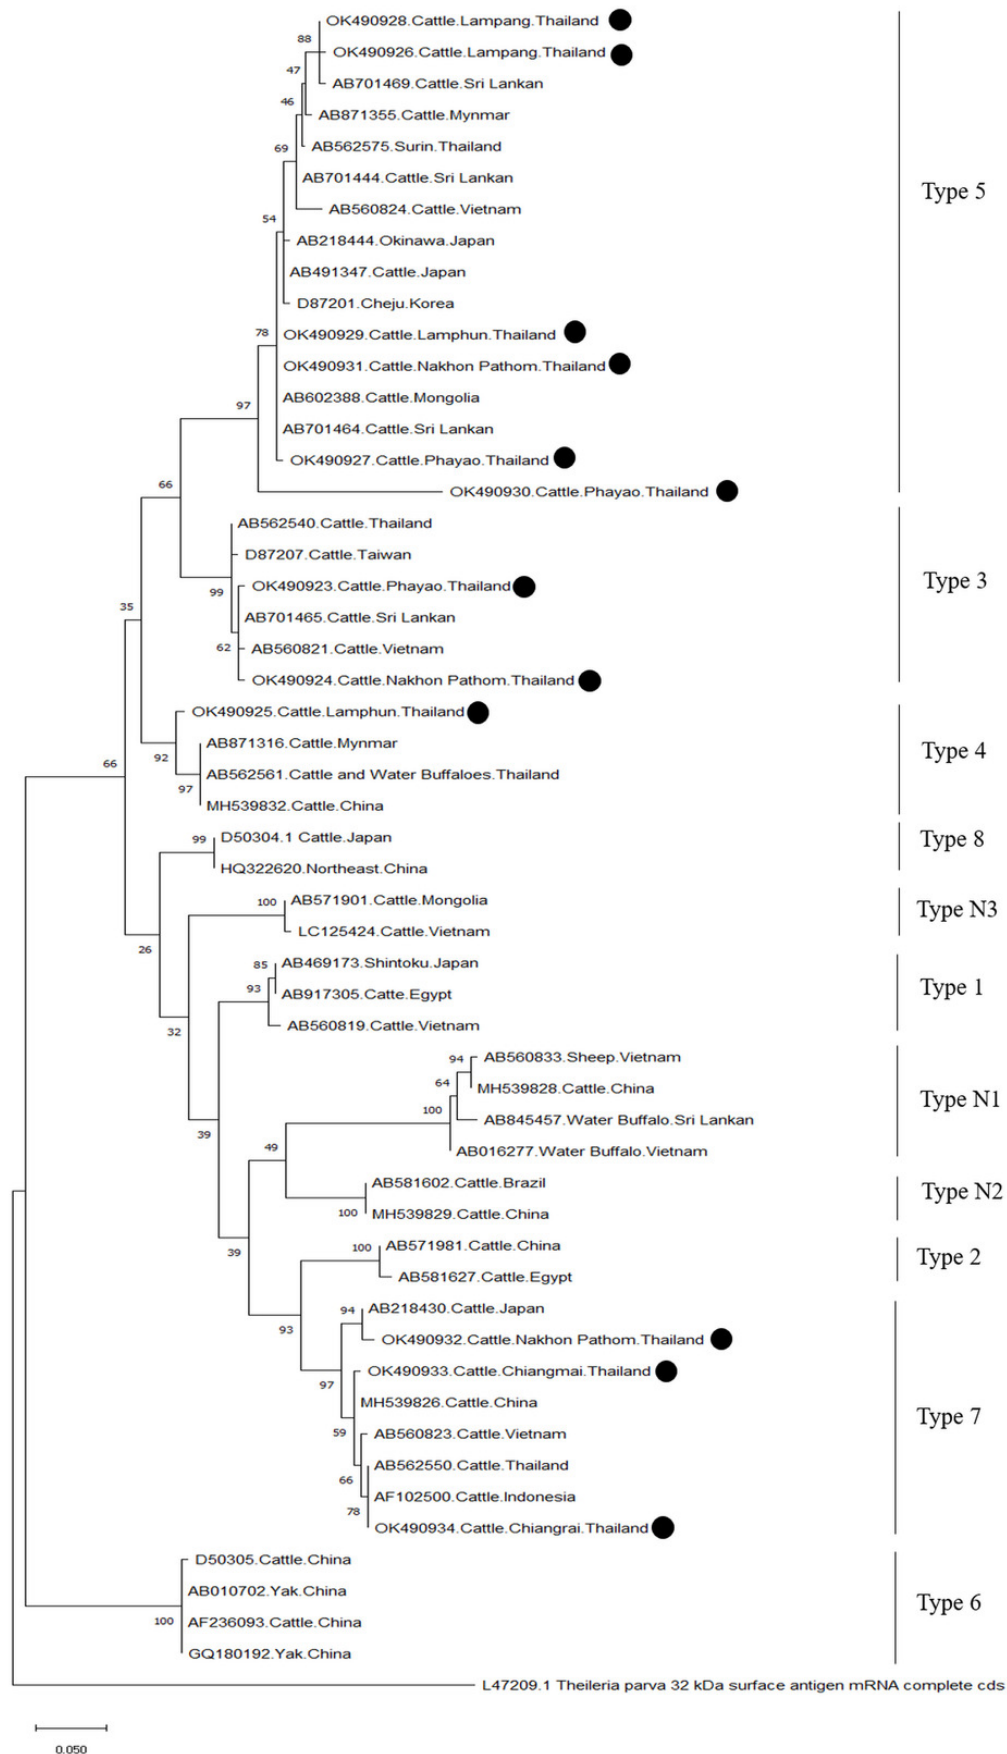 OK490928.Cattle.Lampang.Thailand
88
OK490926.Cattle.Lampang.Thailand
47
AB701469.Cattle.Sri Lankan
46
AB871355.Cattle.Mynmar
69
AB562575.Surin.Thailand
AB701444.Cattle.Sri Lankan
Type 5
AB560824.Cattle.Vietnam
54
AB218444.Okinawa.Japan
AB491347.Cattle.Japan
D87201.Cheju.Korea
78
OK490929.Cattle.Lamphun.Thailand
OK490931.Cattle.Nakhon Pathom.Thailand
AB602388.Cattle.Mongolia
97
AB701464.Cattle.Sri Lankan
OK490927.Cattle.Phayao.Thailand
66
OK490930.Cattle.Phayao.Thailand
AB562540.Cattle.Thailand
D87207.Cattle.Taiwan
Type 3
99
OK490923.Cattle.Phayao.Thailand
35
AB701465.Cattle.Sri Lankan
62
AB560821.Cattle.Vietnam
OK490924.Cattle.Nakhon Pathom.Thailand
OK490925.Cattle.Lamphun.Thailand
AB871316.Cattle.Mynmar
Type 4
92
66
AB562561.Cattle and Water Buffaloes.Thailand
97
MH539832.Cattle.China
99
D50304.1 Cattle.Japan
Type 8
HQ322620.Northeast.China
100
AB571901.Cattle.Mongolia
Type N3
LC125424.Cattle.Vietnam
26
85
AB469173.Shintoku.Japan
93
AB917305.Catte.Egypt
Type 1
AB560819.Cattle.Vietnam
32
94
AB560833.Sheep.Vietnam
64
MH539828.Cattle.China
Type N1
100
AB845457.Water Buffalo.Sri Lankan
39
49
AB016277.Water Buffalo.Vietnam
AB581602.Cattle.Brazil
Type N2
100
MH539829.Cattle.China
39
100
AB571981.Cattle.China
Type 2
AB581627.Cattle.Egypt
94
AB218430.Cattle.Japan
93
OK490932.Cattle.Nakhon Pathom.Thailand
97
OK490933.Cattle.Chiangmai.Thailand
MH539826.Cattle.China
Type 7
59
AB560823.Cattle.Vietnam
66
AB562550.Cattle.Thailand
AF102500.Cattle.Indonesia
78
OK490934.Cattle.Chiangrai.Thailand
D50305.Cattle.China
AB010702.Yak.China
Type 6
100
AF236093.Cattle.China
GQ180192.Yak.China
L47209.1 Theileria parva 32 kDa surface antigen mRNA complete cds
0.050